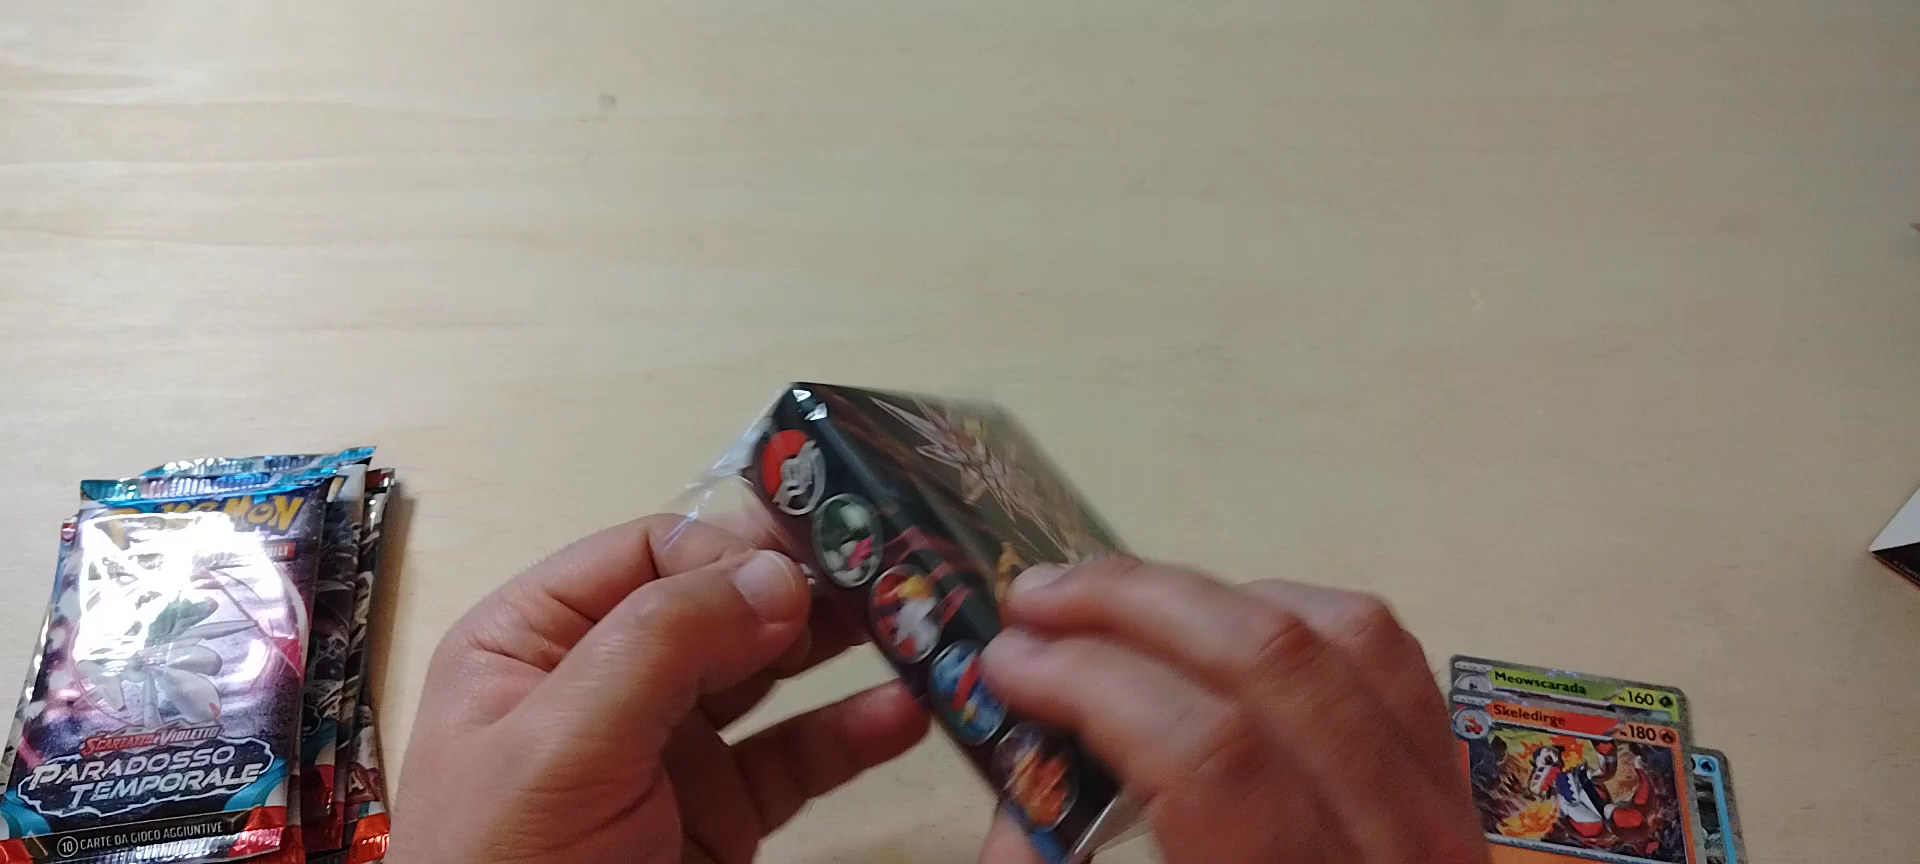 POKÉMON
SCARLATTO E VIOLETTO
PARADOSSO
TEMPORALE
10 CARTE DA GIOCO AGGIUNTIVE
Meowscarada
160
Skeledirge
180